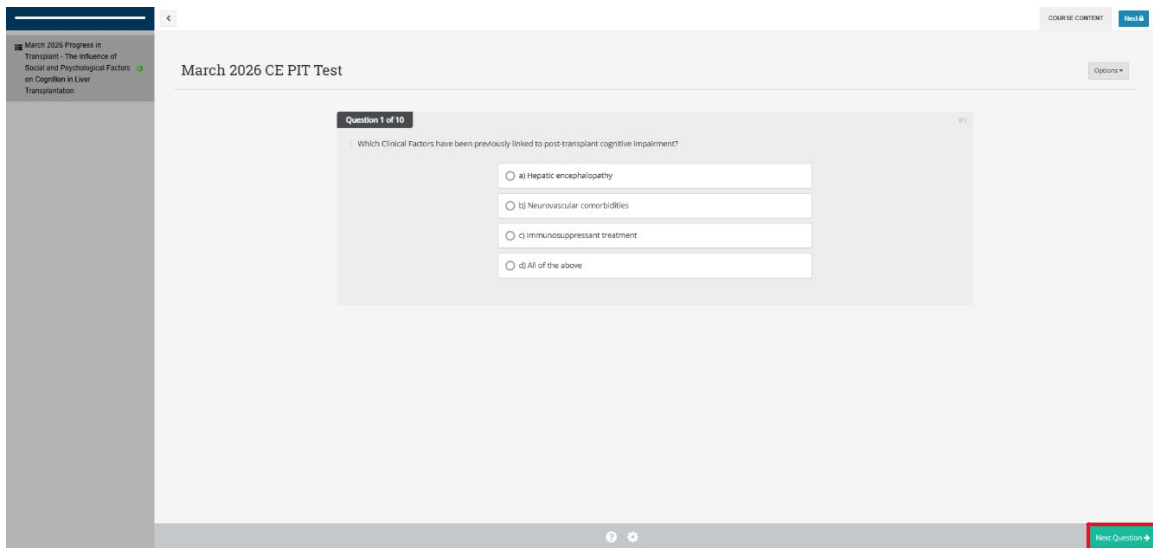 COURSE CONTENT
Next
March 2026 Progress in
Transplant - The Influence of
Social and Psychological Factors
on Cognition in Liver
Transplantation
March 2026 CE PIT Test
Options
Question 1 of 10
#1.
Which Clinical Factors have been previously linked to post-transplant cognitive impairment?
a) Hepatic encephalopathy
b) Neurovascular comorbidities
c) Immunosuppressant treatment
d) All of the above
Next Question